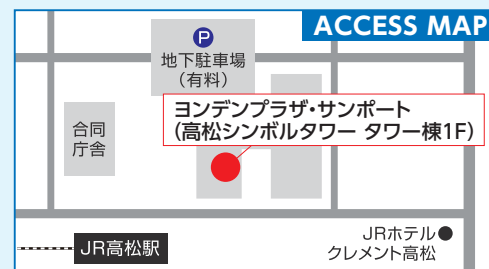 ACCESS MAP
P
地下駐車場
（有料）
ヨンデンプラザ・サンポート
（高松シンボルタワー タワー棟1F）
合同
庁舎
JRホテル
クレメント高松
JR高松駅